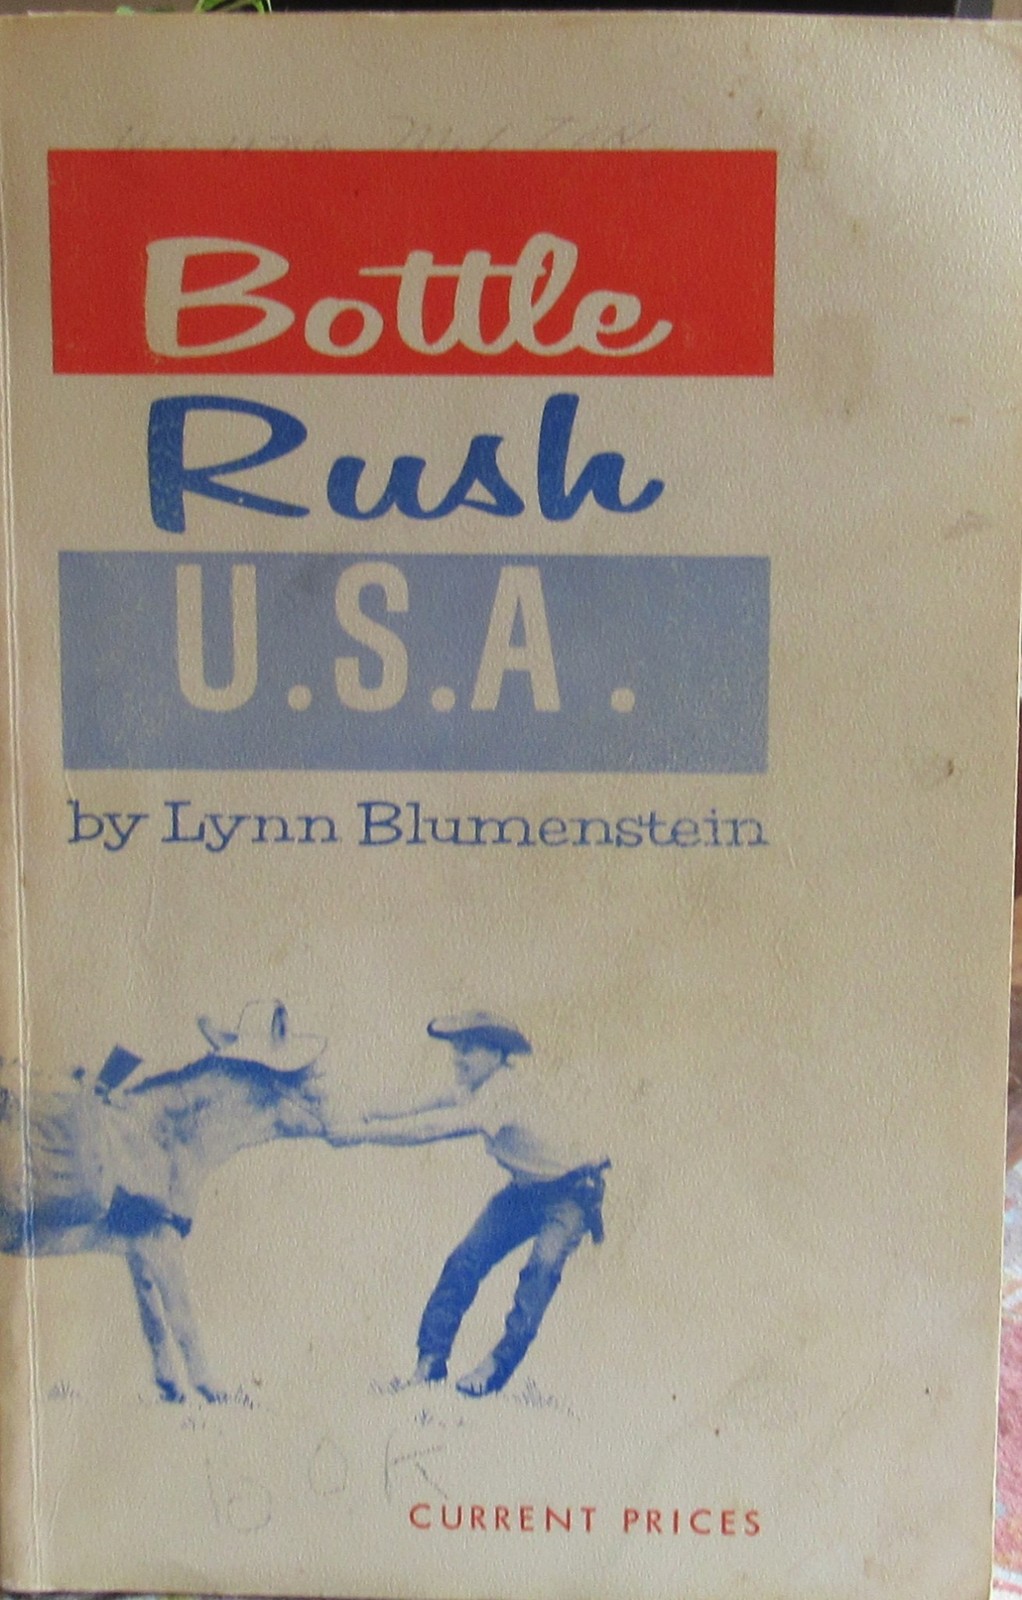 Bottle
Rush
U.S.A.
by Lynn Blumenstein
CURRENT PRICES